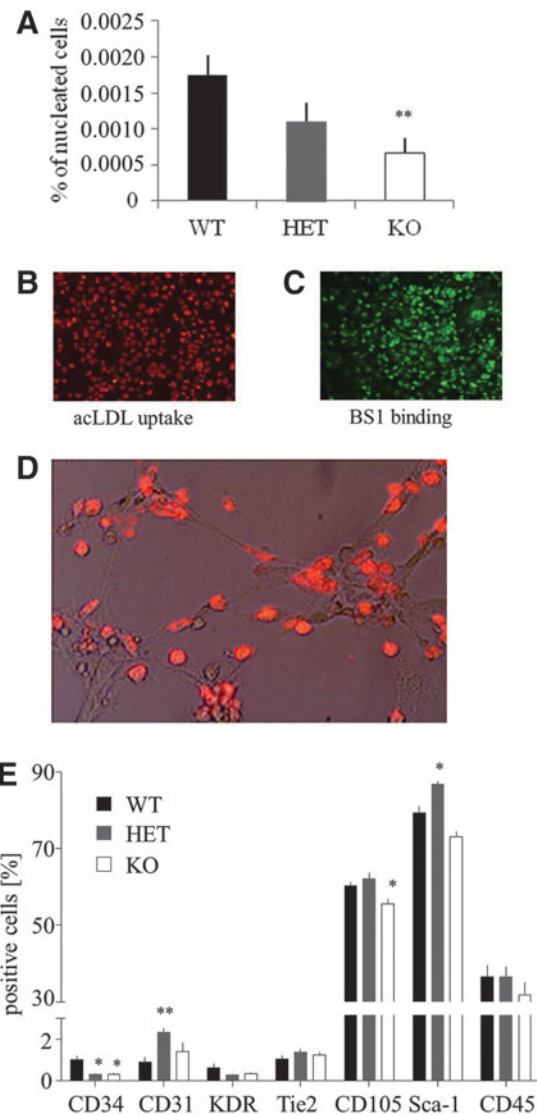 A
% of nucleated cells
0.0025
0.0020
0.0015
0.0010
0.0005
0
**
WT HET KO
B
acLDL uptake
C
BS1 binding
D
E
positive cells [%]
90
70
50
30
2
0
WT
HET
KO
* * ** * *
CD34 CD31 KDR Tie2 CD105 Sca-1 CD45